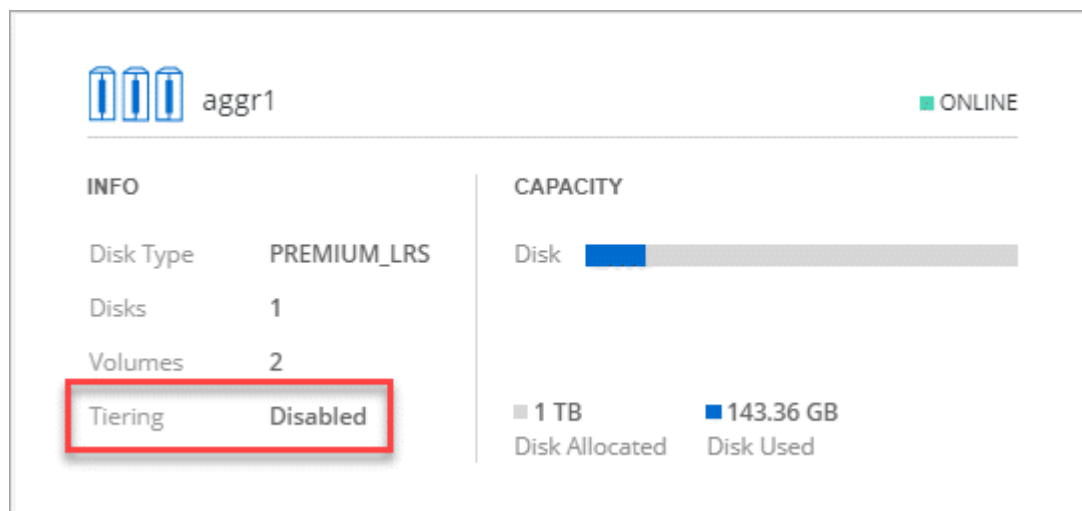 aggr1
ONLINE
INFO
Disk Type PREMIUM_LRS
Disks 1
Volumes 2
Tiering Disabled
CAPACITY
Disk
1 TB
Disk Allocated
143.36 GB
Disk Used